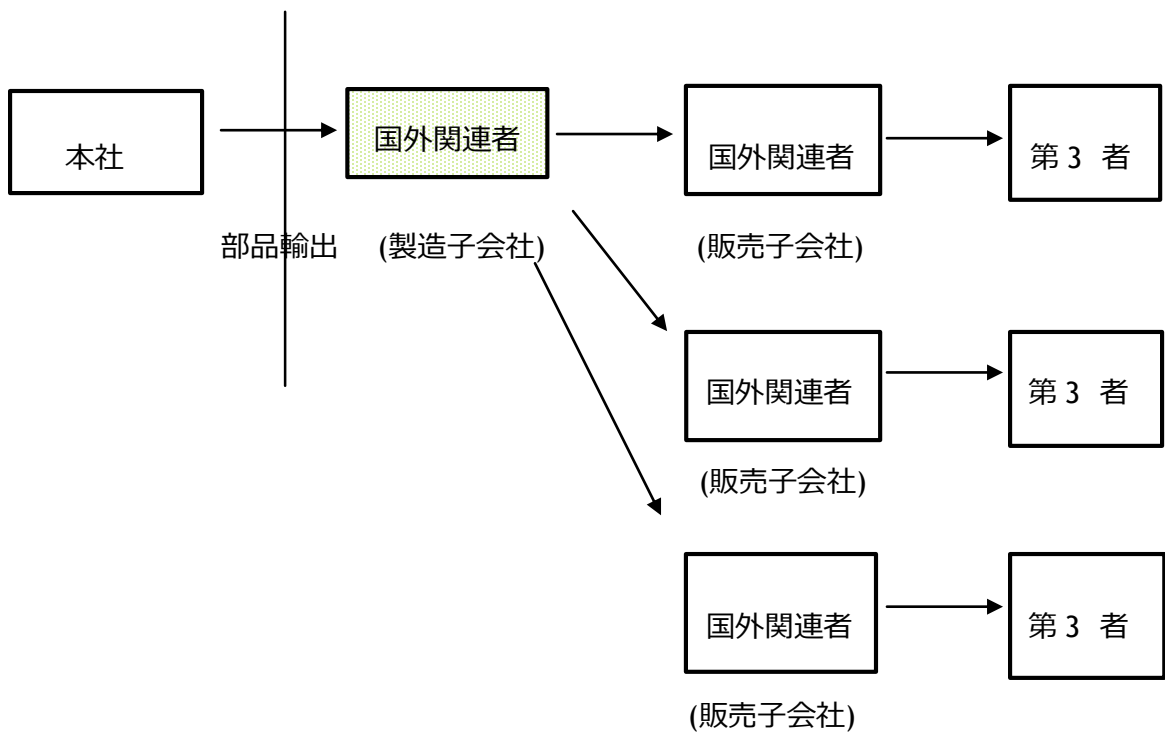 本社
国外関連者
国外関連者
第3 者
部品輸出
(製造子会社)
(販売子会社)
国外関連者
第3 者
(販売子会社)
国外関連者
第3 者
(販売子会社)